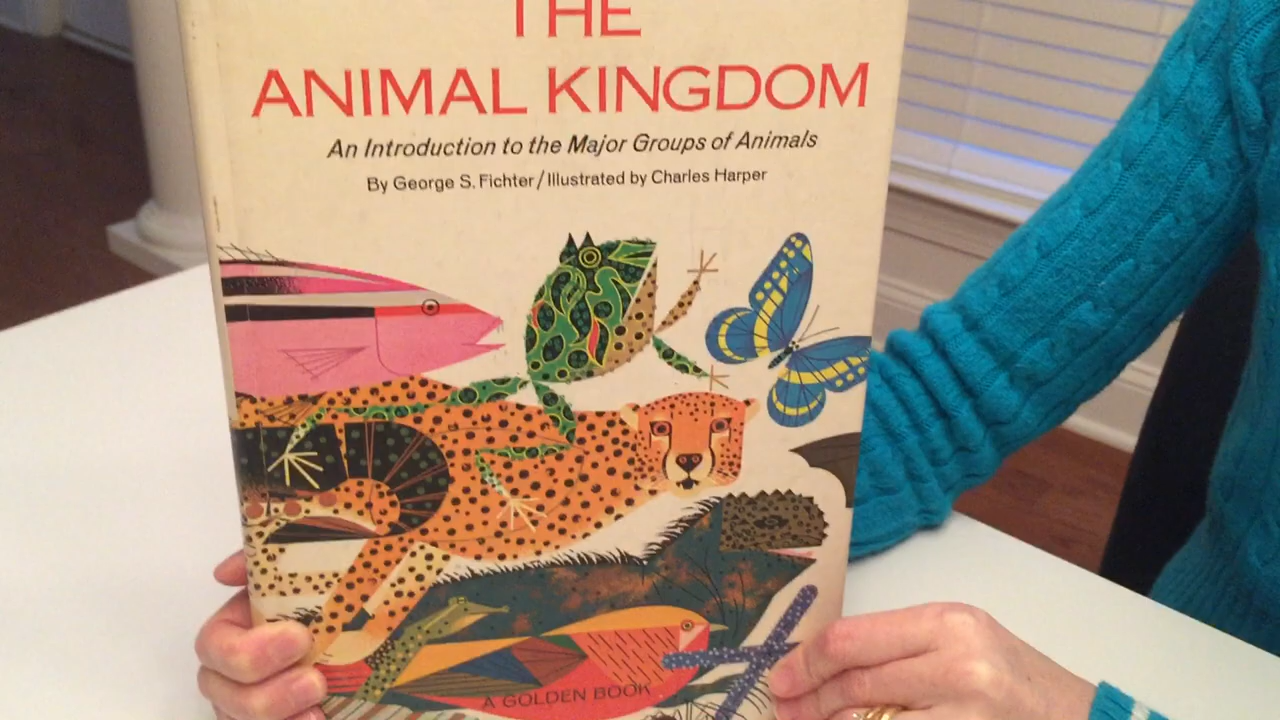 THE
ANIMAL KINGDOM
An Introduction to the Major Groups of Animals
By George S. Fichter/Illustrated by Charles Harper
A GOLDEN BOOK